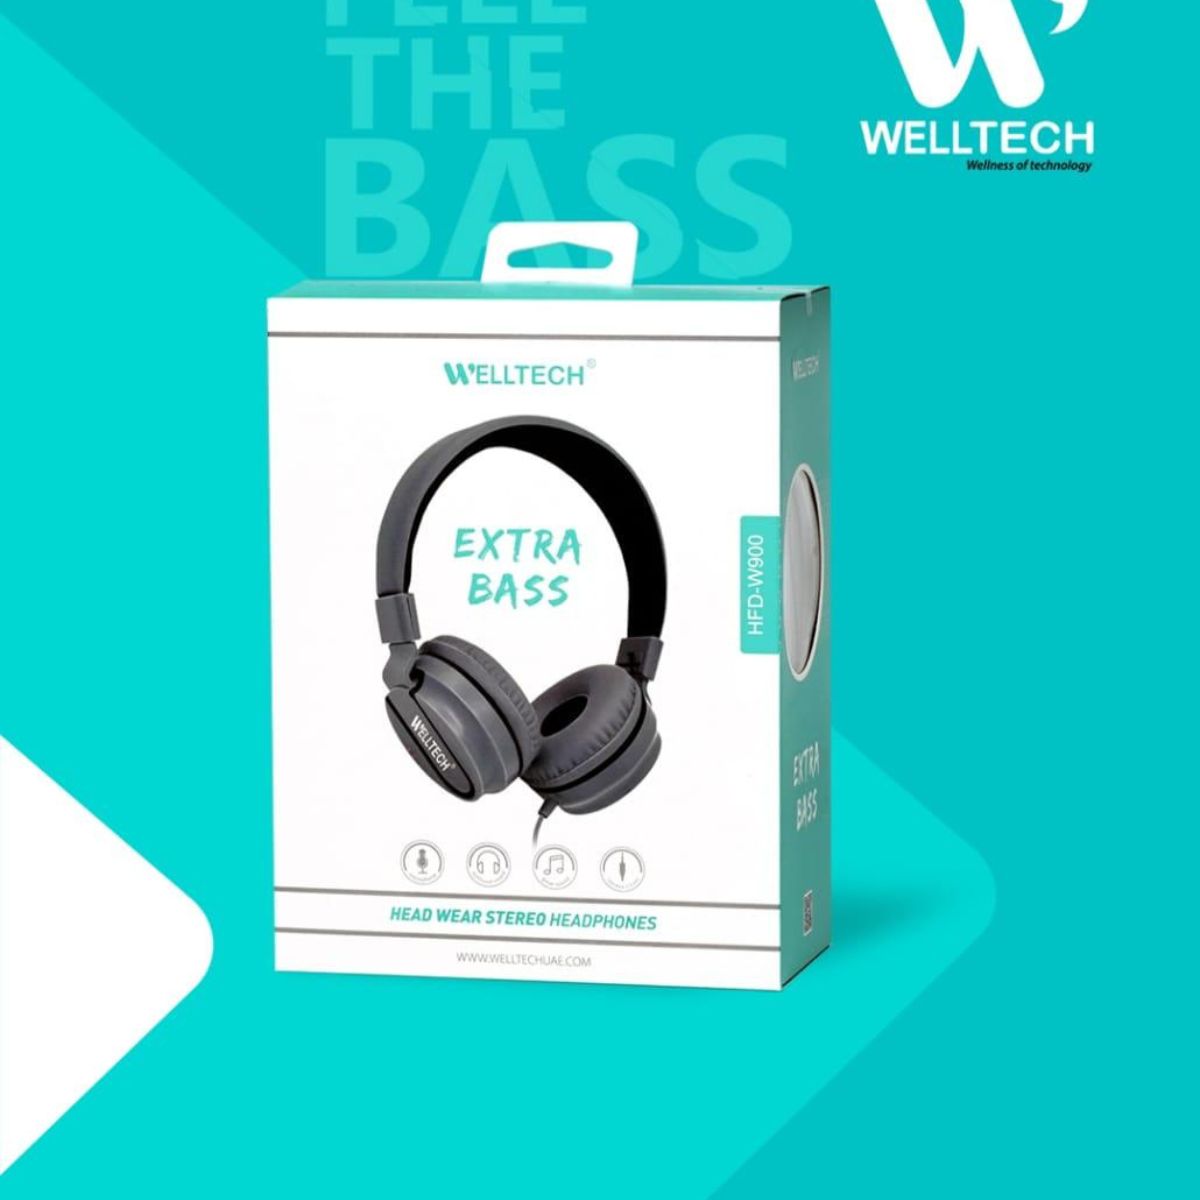 FEEL
THE
BASS
WELLTECH
Wellness of technology
WELLTECH®
EXTRA
BASS
HFD-W900
WELLTECH®
HEAD WEAR STEREO HEADPHONES
WWW.WELLTECHUAE.COM
WELLTECH
EXTRA
BASS